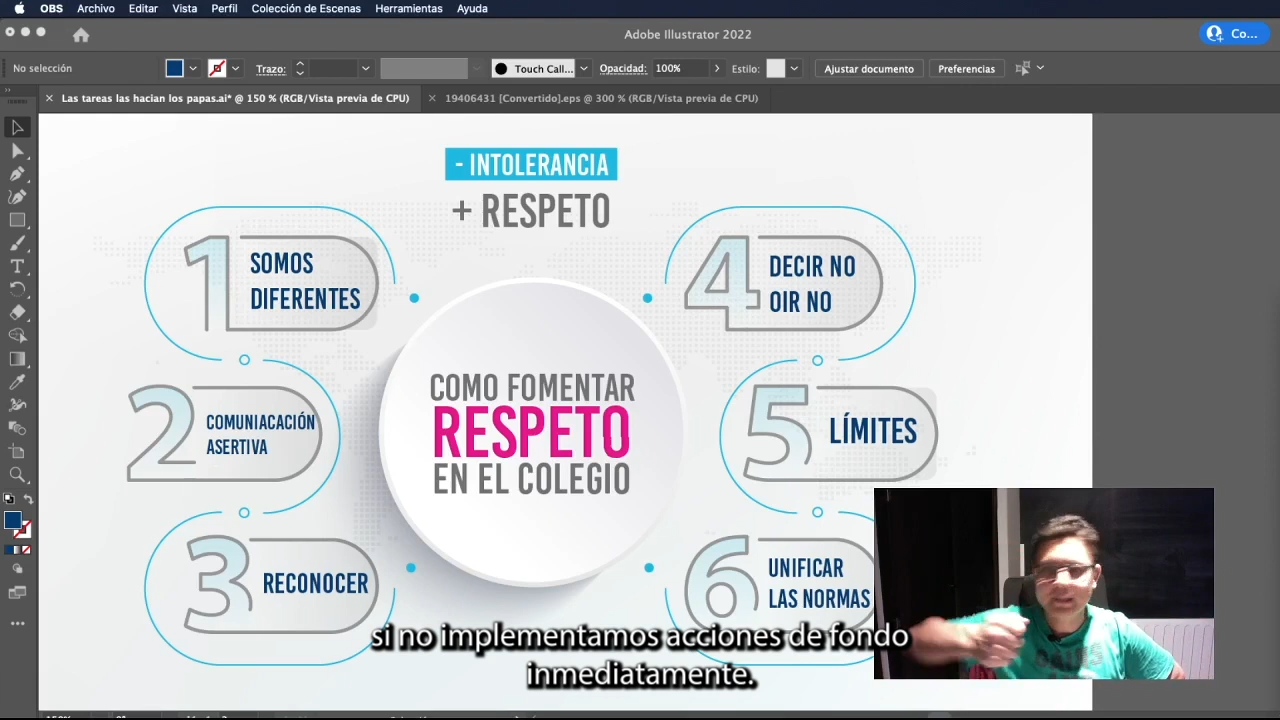 OBS Archivo Editar Vista Perfil Colección de Escenas Herramientas Ayuda
Adobe Illustrator 2022
Co...
No selección
Trazo:
Touch Call...
Opacidad:
100%
Estilo:
Ajustar documento
Preferencias
× Las tareas las hacian los papas.ai* @ 150 % (RGB/Vista previa de CPU)
× 19406431 [Convertido].eps @ 300 % (RGB/Vista previa de CPU)
- INTOLERANCIA
+ RESPETO
1
SOMOS
DIFERENTES
2
COMUNIACACIÓN
ASERTIVA
3
RECONOCER
COMO FOMENTAR
RESPETO
EN EL COLEGIO
4
DECIR NO
OIR NO
5
LÍMITES
6
UNIFICAR
LAS NORMAS
si no implementamos acciones de fondo
inmediatamente.